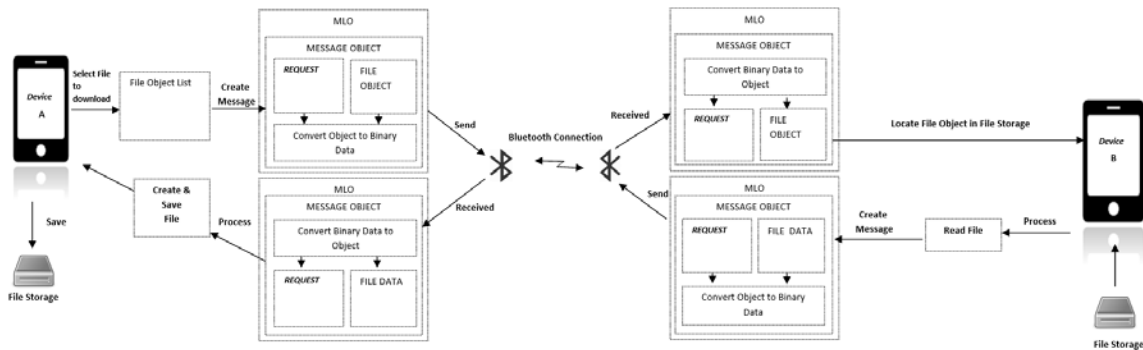 MLO
MESSAGE OBJECT
REQUEST
FILE
OBJECT
Convert Object to Binary
Data
Select File
to
download
Device
A
File Object List
Create
Message
Send
Bluetooth Connection
Received
MLO
MESSAGE OBJECT
Convert Binary Data to
Object
REQUEST
FILE
OBJECT
Locate File Object in File Storage
Device
B
MLO
MESSAGE OBJECT
Convert Binary Data to
Object
REQUEST
FILE DATA
Received
Process
Create &
Save
File
Save
File Storage
Send
MLO
MESSAGE OBJECT
REQUEST
FILE DATA
Convert Object to Binary
Data
Create
Message
Read File
Process
File Storage